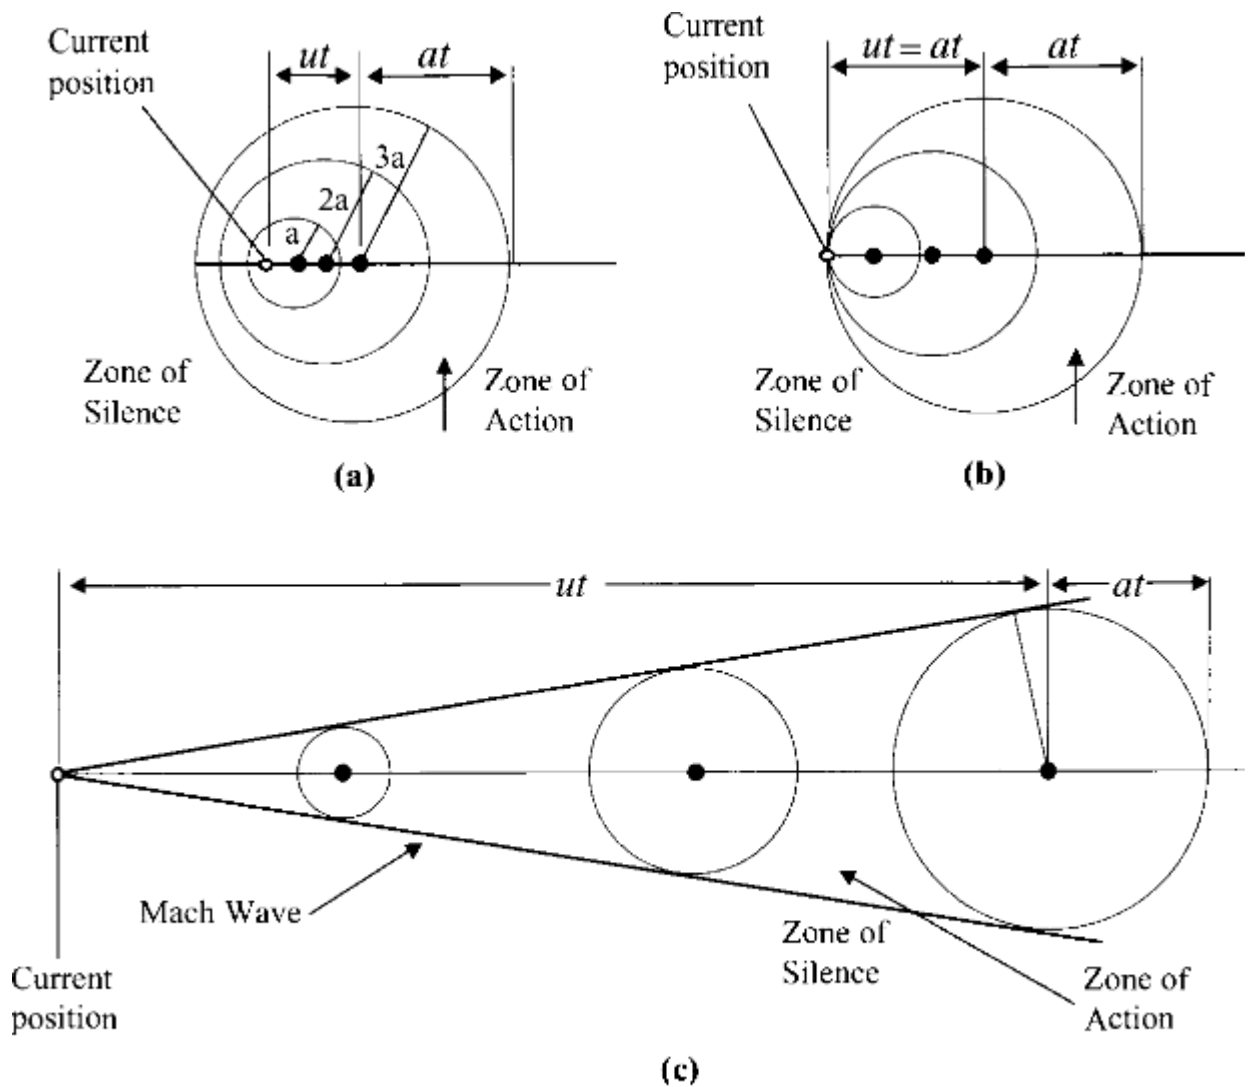 Current
position
ut
at
3a
2a
a
Zone of
Silence
Zone of
Action
(a)
Current
position
ut = at
at
Zone of
Silence
Zone of
Action
(b)
ut
at
Mach Wave
Zone of
Silence
Current
position
Zone of
Action
(c)